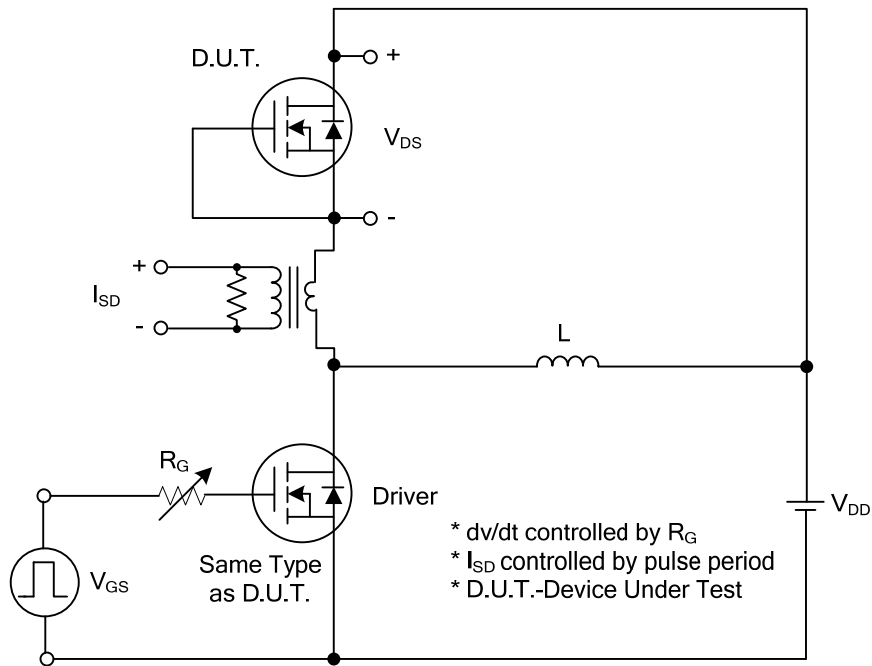 D.U.T.
+
VDS
-
+
ISD
-
L
RG
Driver
VDD
VGS
Same Type
as D.U.T.
* dv/dt controlled by RG
* ISD controlled by pulse period
* D.U.T.-Device Under Test